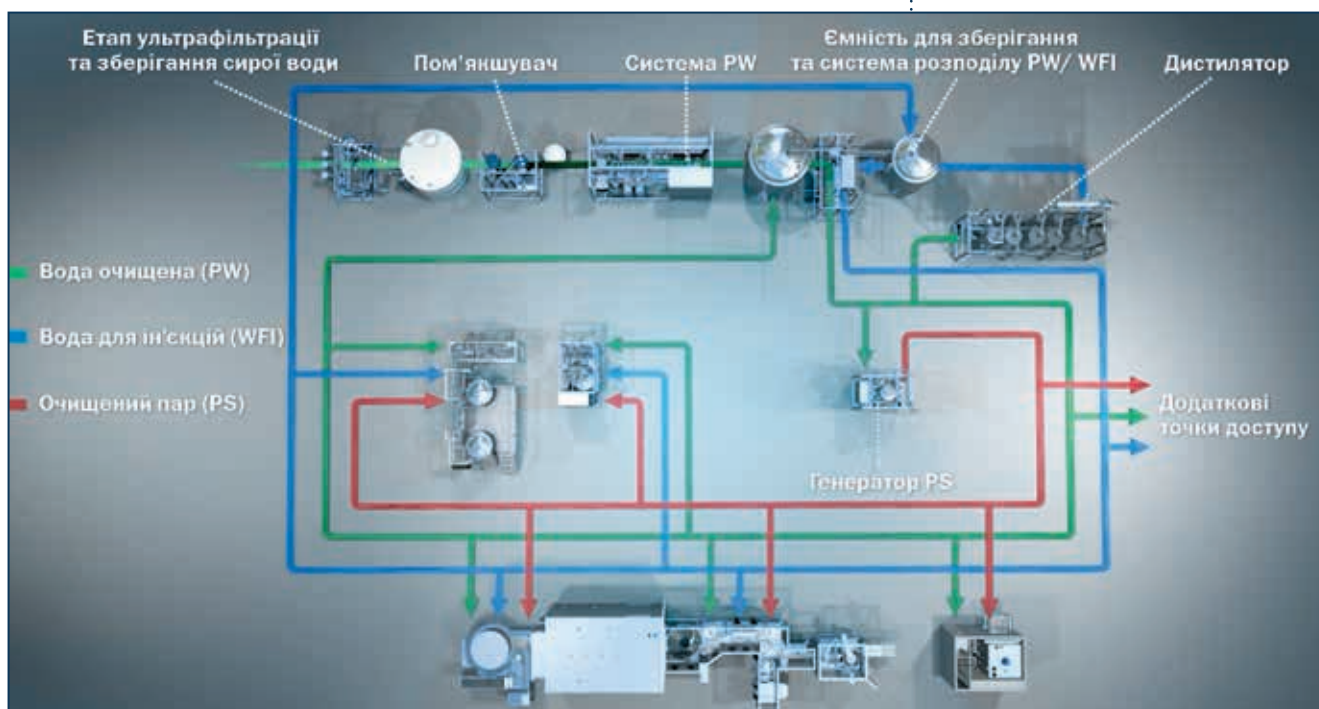 Етап ультрафільтрації
та зберігання сирої води
Пом'якшувач
Система PW
Ємність для зберігання
та система розподілу PW/ WFI
Дистилятор
Вода очищена (PW)
Вода для ін'єкцій (WFI)
Очищений пар (PS)
Додаткові
точки доступу
Генератор PS